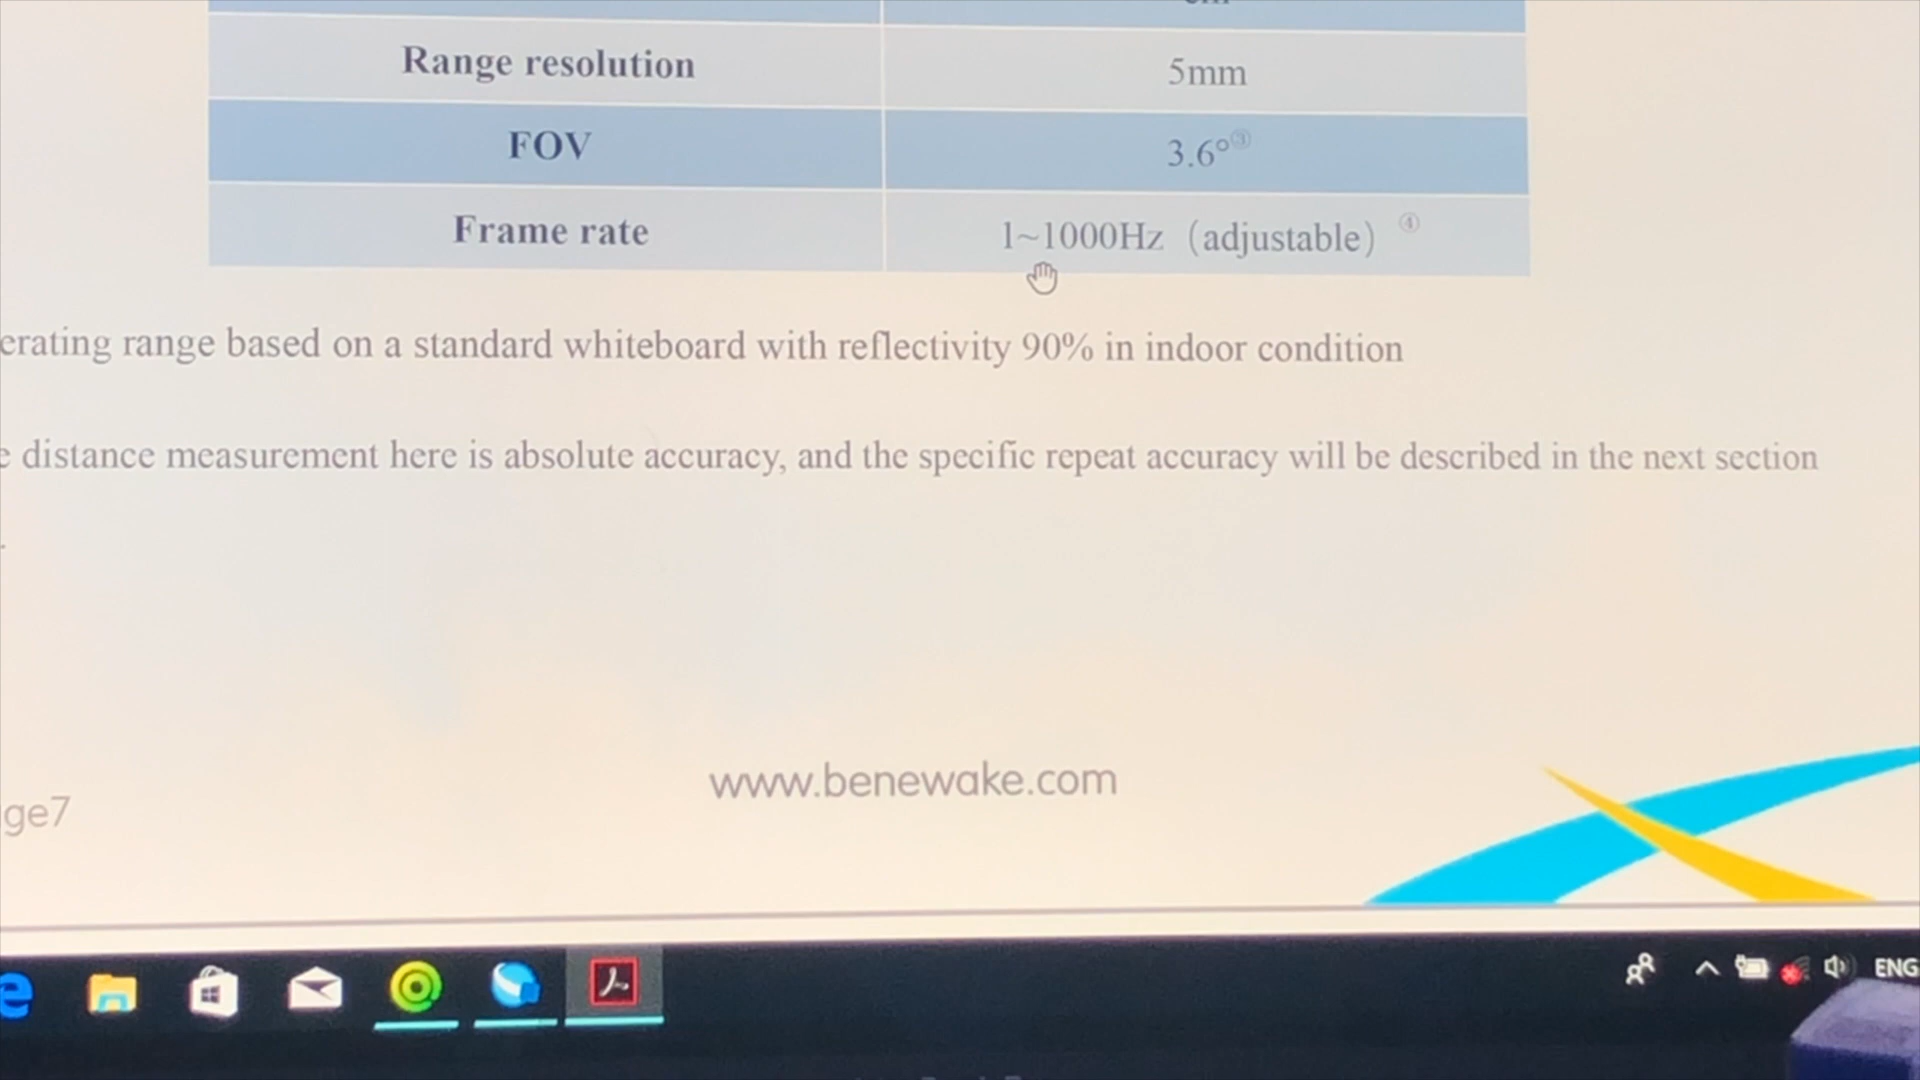 Range resolution 5mm
FOV 3.6°③
Frame rate 1~1000Hz (adjustable) ④
erating range based on a standard whiteboard with reflectivity 90% in indoor condition
e distance measurement here is absolute accuracy, and the specific repeat accuracy will be described in the next section
www.benewake.com
ge7
ENG